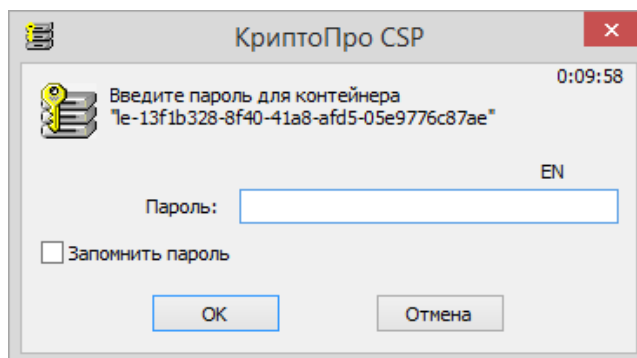 КриптоПро CSP
0:09:58
Введите пароль для контейнера
"le-13f1b328-8f40-41a8-afd5-05e9776c87ae"
EN
Пароль:
Запомнить пароль
OK
Отмена